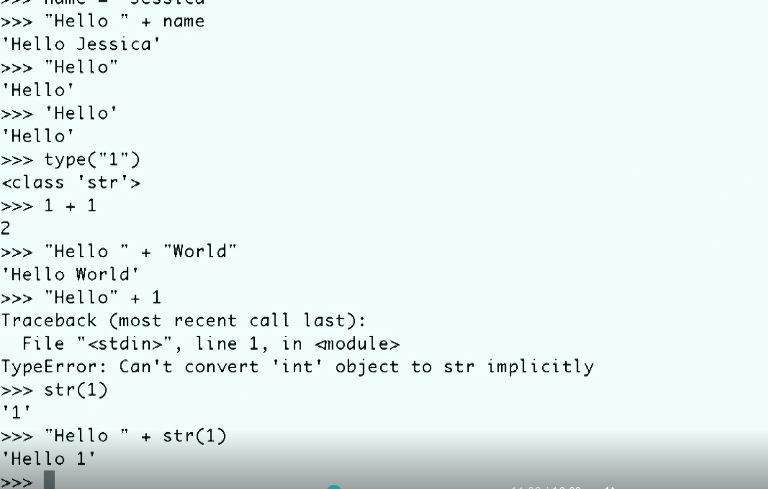 >>> name = "Jessica"
>>> "Hello " + name
'Hello Jessica'
>>> "Hello"
'Hello'
>>> 'Hello'
'Hello'
>>> type("1")
<class 'str'>
>>> 1 + 1
2
>>> "Hello " + "World"
'Hello World'
>>> "Hello" + 1
Traceback (most recent call last):
  File "<stdin>", line 1, in <module>
TypeError: Can't convert 'int' object to str implicitly
>>> str(1)
'1'
>>> "Hello " + str(1)
'Hello 1'
>>>